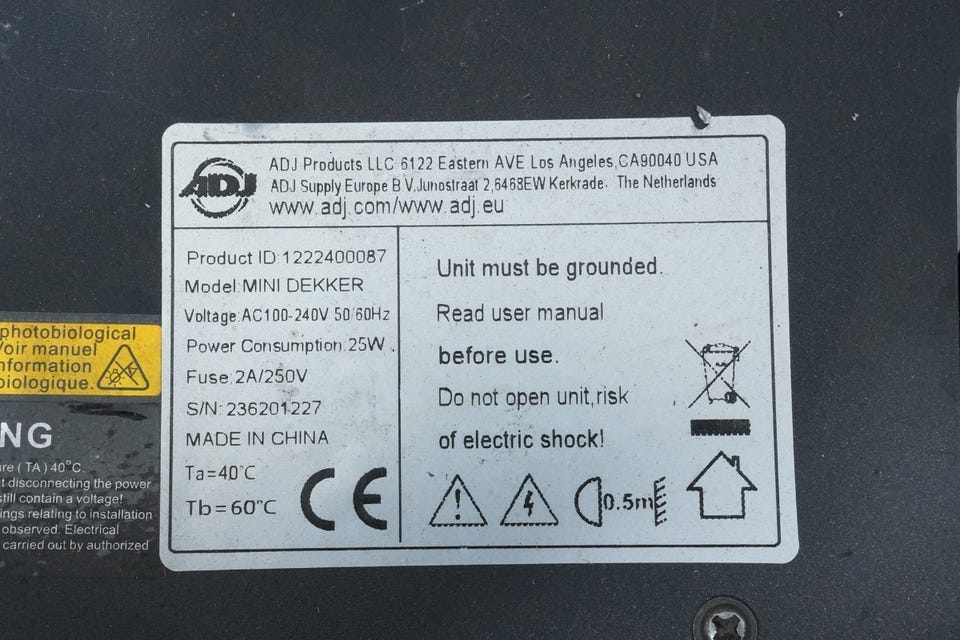 ADJ
ADJ Products LLC 6122 Eastern AVE Los Angeles,CA90040 USA
ADJ Supply Europe B.V.Junostraat 2,6468EW Kerkrade. The Netherlands
www.adj.com/www.adj.eu
Product ID:1222400087
Model:MINI DEKKER
Voltage:AC100-240V 50/60Hz
Power Consumption:25W
Fuse:2A/250V
S/N:236201227
MADE IN CHINA
Ta=40℃
Tb=60℃
CE
Unit must be grounded.
Read user manual
before use.
Do not open unit,risk
of electric shock!
0.5m
photobiological
Voir manuel
information
biologique.
NG
re (TA) 40°C.
t disconnecting the power
still contain a voltage!
ings relating to installation
observed. Electrical
carried out by authorized